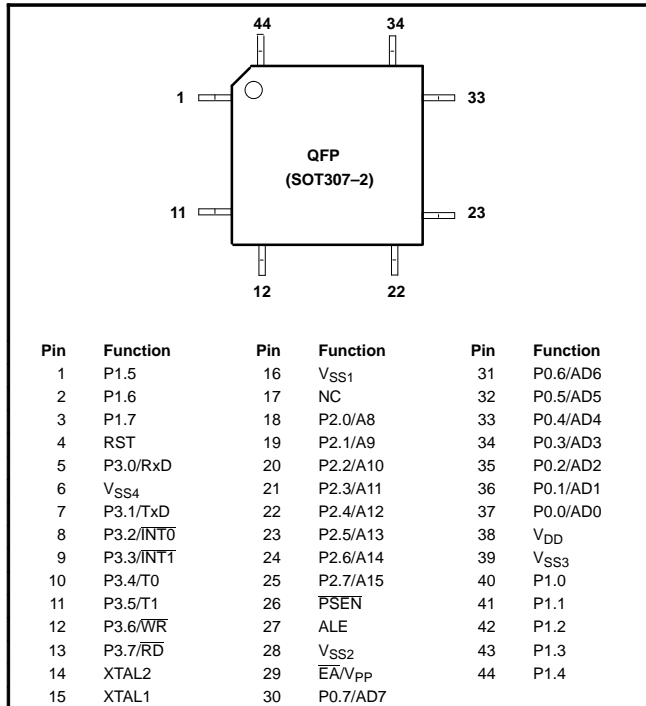 44 34
1 33
QFP
(SOT307–2)
11 23
12 22
Pin Function Pin Function Pin Function
1 P1.5 16 VSS1 31 P0.6/AD6
2 P1.6 17 NC 32 P0.5/AD5
3 P1.7 18 P2.0/A8 33 P0.4/AD4
4 RST 19 P2.1/A9 34 P0.3/AD3
5 P3.0/RxD 20 P2.2/A10 35 P0.2/AD2
6 VSS4 21 P2.3/A11 36 P0.1/AD1
7 P3.1/TxD 22 P2.4/A12 37 P0.0/AD0
8 P3.2/I̅N̅T̅0̅ 23 P2.5/A13 38 VDD
9 P3.3/I̅N̅T̅1̅ 24 P2.6/A14 39 VSS3
10 P3.4/T0 25 P2.7/A15 40 P1.0
11 P3.5/T1 26 P̅S̅E̅N̅ 41 P1.1
12 P3.6/W̅R̅ 27 ALE 42 P1.2
13 P3.7/R̅D̅ 28 VSS2 43 P1.3
14 XTAL2 29 E̅A̅/VPP 44 P1.4
15 XTAL1 30 P0.7/AD7